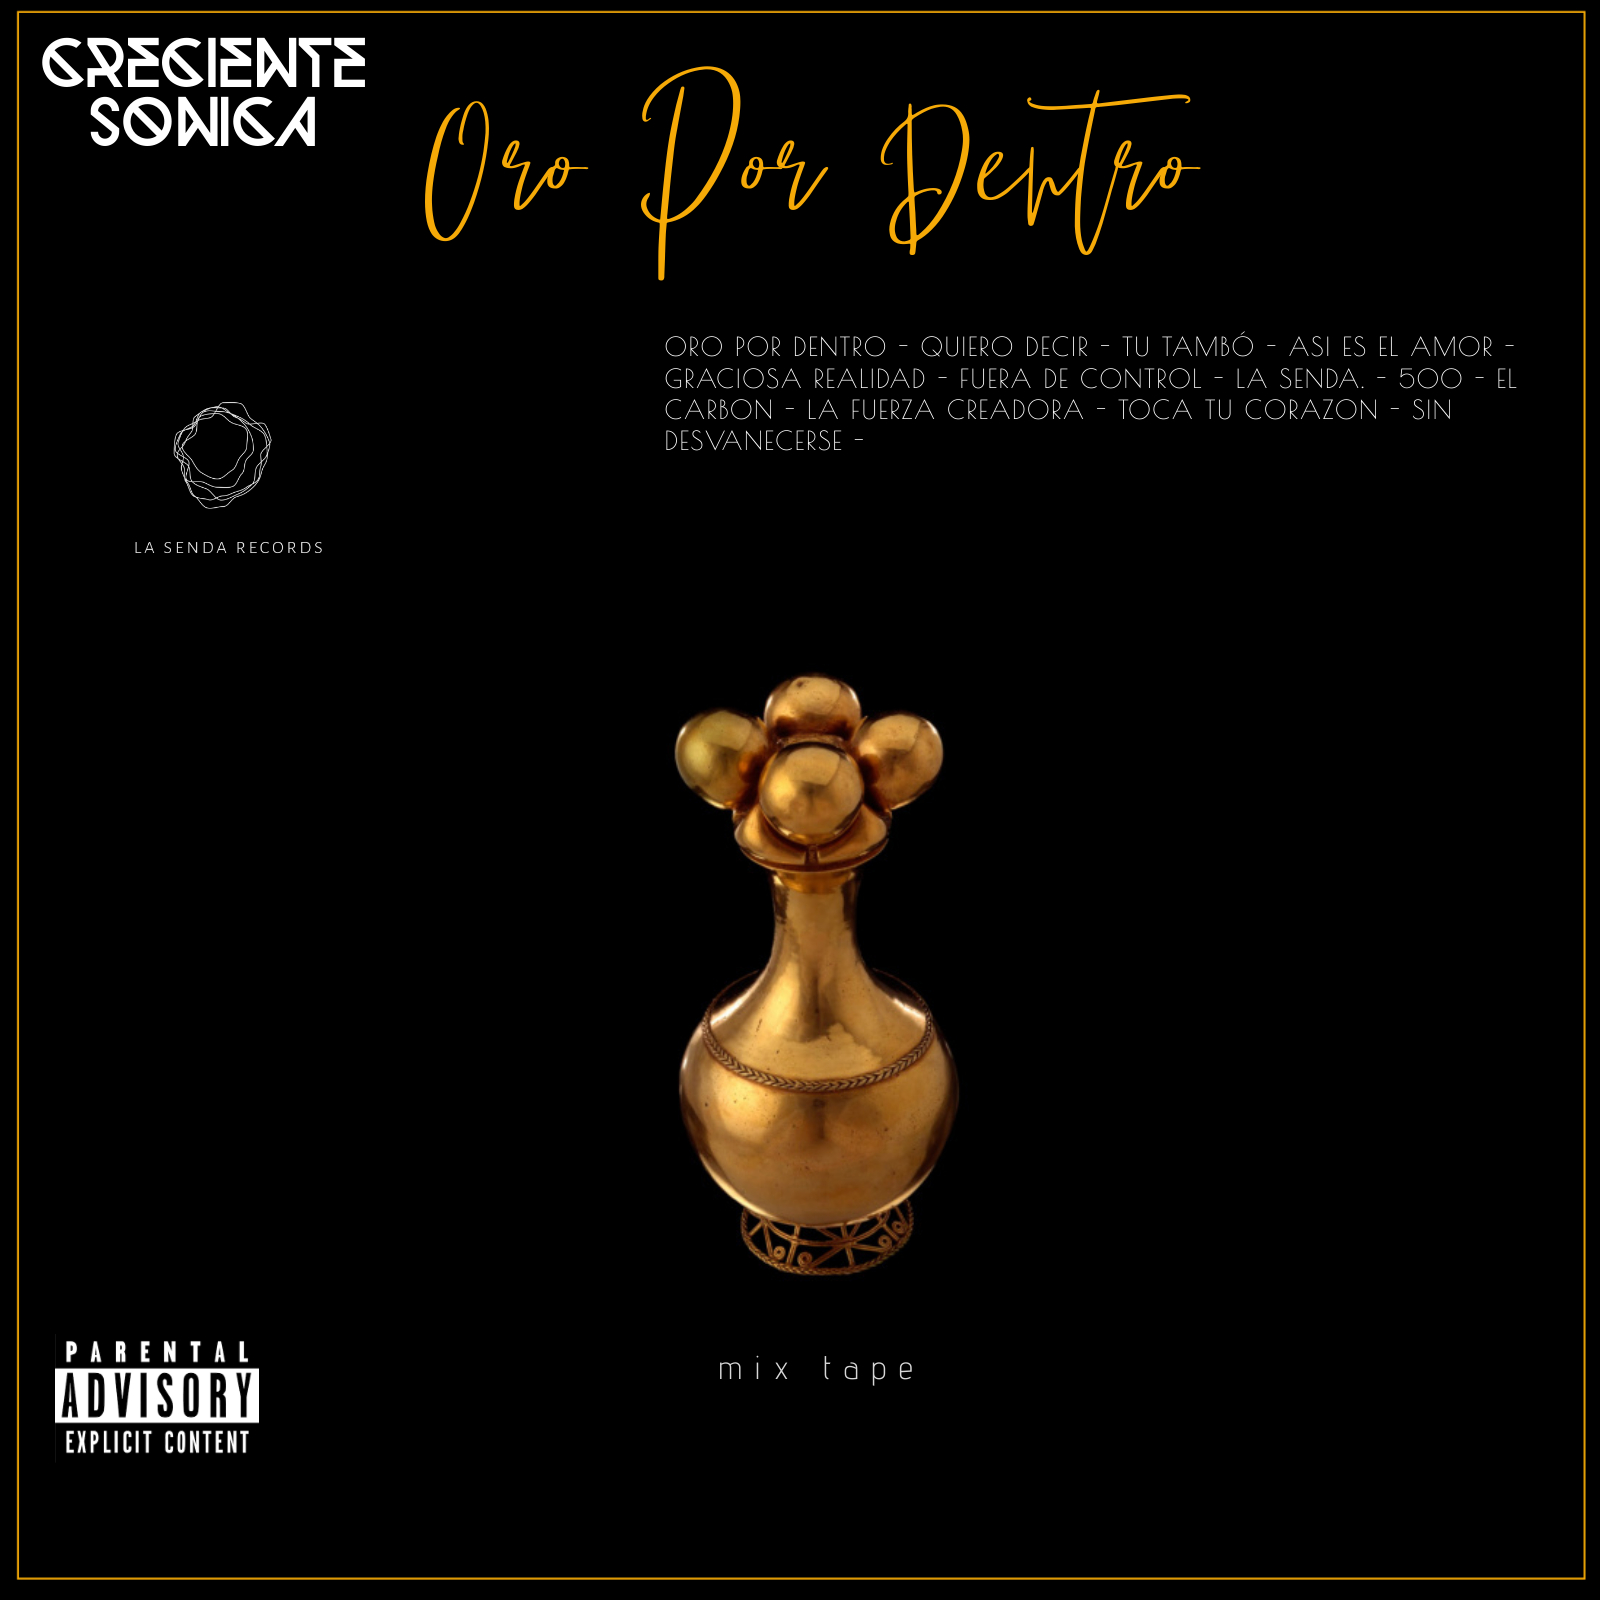 CRECIENTE
SONICA
Oro Por Dentro
ORO POR DENTRO - QUIERO DECIR - TU TAMBÓ - ASI ES EL AMOR -
GRACIOSA REALIDAD - FUERA DE CONTROL - LA SENDA. - 500 - EL
CARBON - LA FUERZA CREADORA - TOCA TU CORAZON - SIN
DESVANECERSE -
LA SENDA RECORDS
mix tape
PARENTAL
ADVISORY
EXPLICIT CONTENT